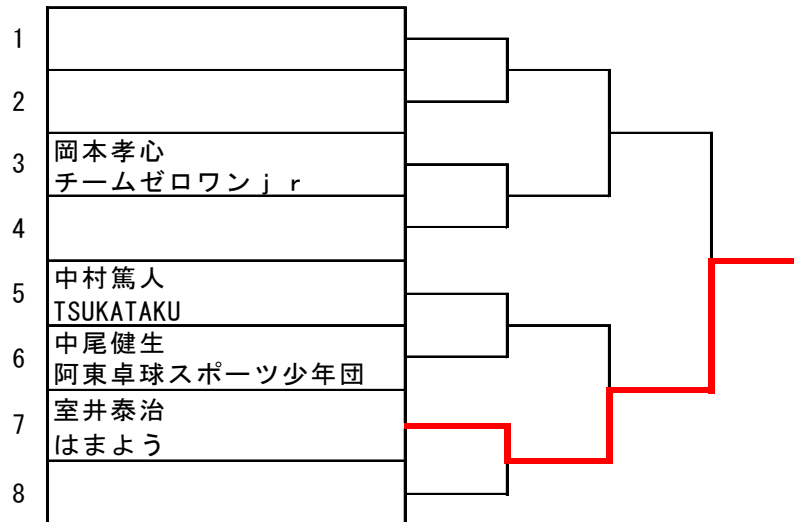 1
2
3
岡本孝心
チームゼロワンｊｒ
4
5
中村篤人
TSUKATAKU
6
中尾健生
阿東卓球スポーツ少年団
7
室井泰治
はまよう
8